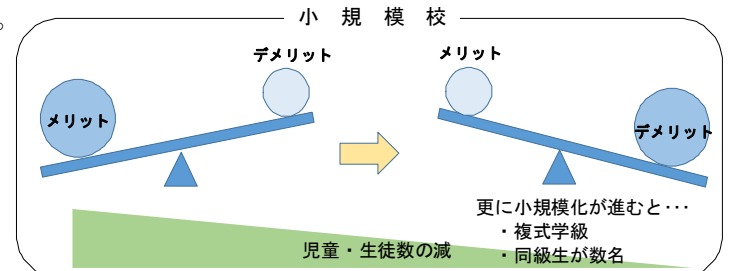 。
小規模校
デメリット
メリット
メリット
デメリット
更に小規模化が進むと･･･
・複式学級
・同級生が数名
児童・生徒数の減